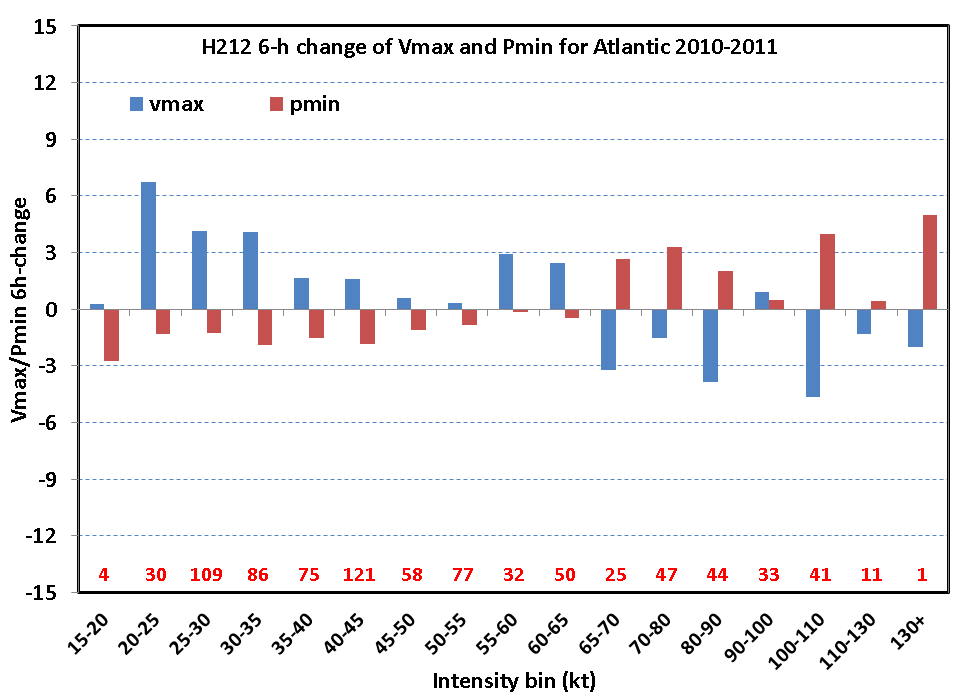 H212 6-h change of Vmax and Pmin for Atlantic 2010-2011
vmax pmin
Vmax/Pmin 6h-change
15
12
9
6
3
0
-3
-6
-9
-12
-15
4 30 109 86 75 121 58 77 32 50 25 47 44 33 41 11 1
15-20 20-25 25-30 30-35 35-40 40-45 45-50 50-55 55-60 60-65 65-70 70-80 80-90 90-100 100-110 110-130 130+
Intensity bin (kt)